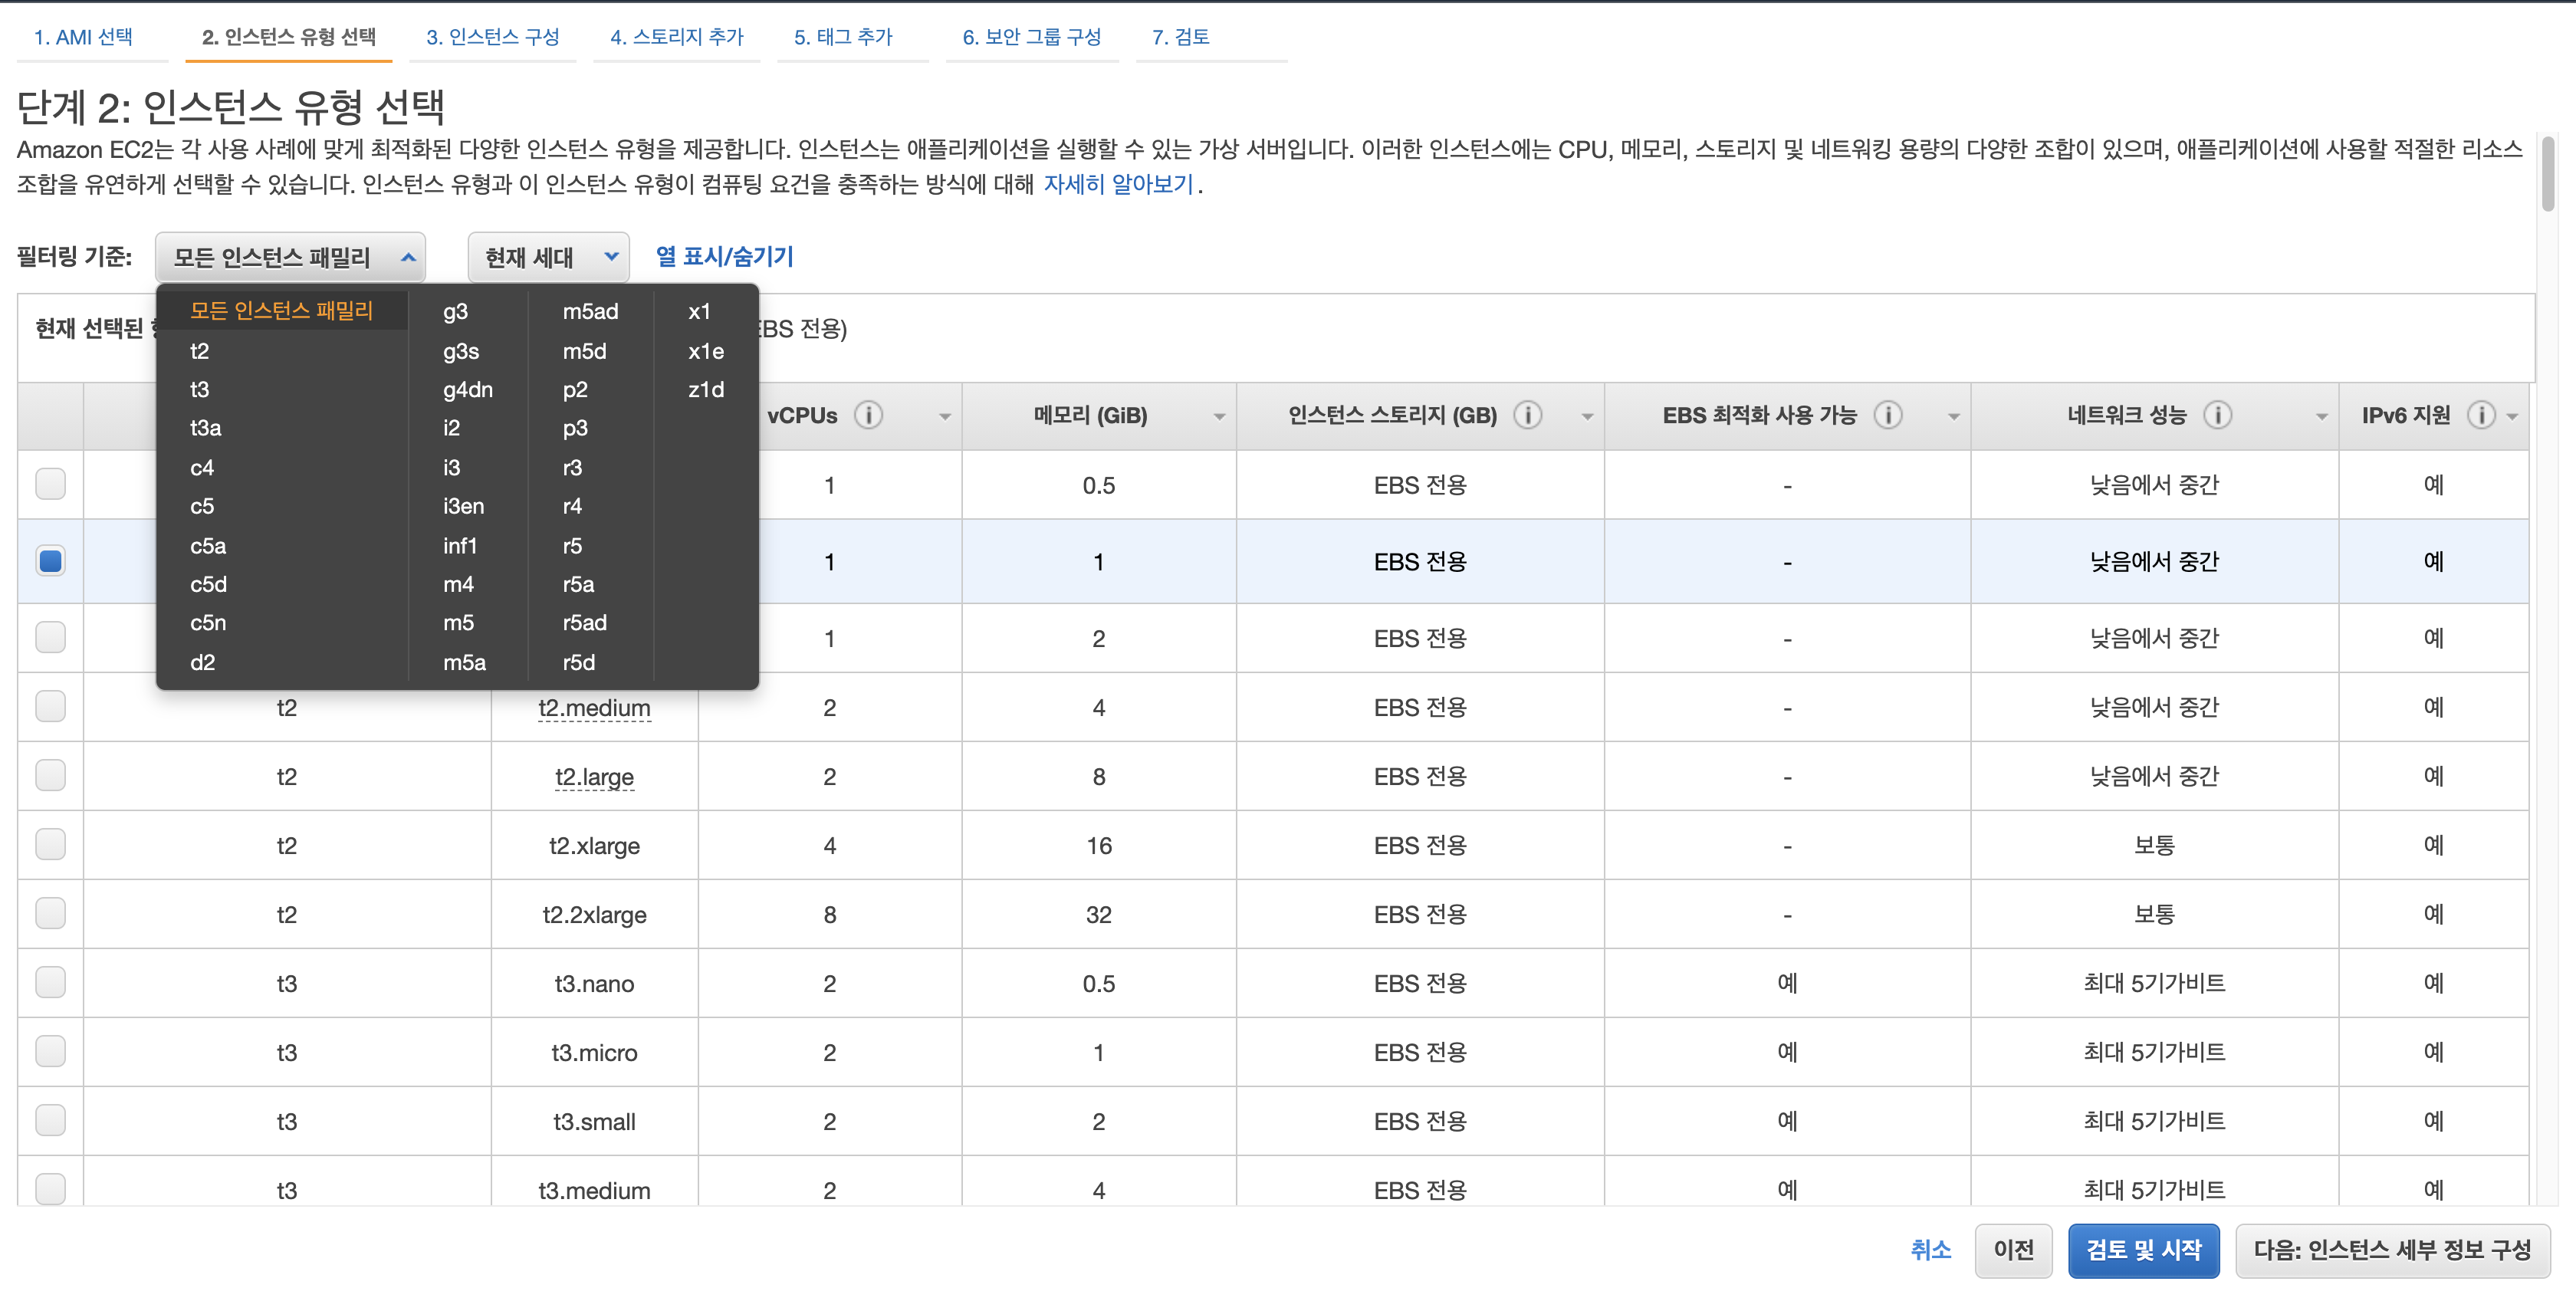 1. AMI 선택 2. 인스턴스 유형 선택 3. 인스턴스 구성 4. 스토리지 추가 5. 태그 추가 6. 보안 그룹 구성 7. 검토
단계 2: 인스턴스 유형 선택
Amazon EC2는 각 사용 사례에 맞게 최적화된 다양한 인스턴스 유형을 제공합니다. 인스턴스는 애플리케이션을 실행할 수 있는 가상 서버입니다. 이러한 인스턴스에는 CPU, 메모리, 스토리지 및 네트워킹 용량의 다양한 조합이 있으며, 애플리케이션에 사용할 적절한 리소스
조합을 유연하게 선택할 수 있습니다. 인스턴스 유형과 이 인스턴스 유형이 컴퓨팅 요건을 충족하는 방식에 대해 자세히 알아보기.
필터링 기준: 모든 인스턴스 패밀리 현재 세대 열 표시/숨기기
모든 인스턴스 패밀리
t2
t3
t3a
c4
c5
c5a
c5d
c5n
d2
g3
g3s
g4dn
i2
i3
i3en
inf1
m4
m5
m5a
m5ad
m5d
p2
p3
r3
r4
r5
r5a
r5ad
r5d
x1
x1e
z1d
현재 선택된 EBS 전용)
vCPUs 메모리 (GiB) 인스턴스 스토리지 (GB) EBS 최적화 사용 가능 네트워크 성능 IPv6 지원
1 0.5 EBS 전용 - 낮음에서 중간 예
1 1 EBS 전용 - 낮음에서 중간 예
1 2 EBS 전용 - 낮음에서 중간 예
t2 t2.medium 2 4 EBS 전용 - 낮음에서 중간 예
t2 t2.large 2 8 EBS 전용 - 낮음에서 중간 예
t2 t2.xlarge 4 16 EBS 전용 - 보통 예
t2 t2.2xlarge 8 32 EBS 전용 - 보통 예
t3 t3.nano 2 0.5 EBS 전용 예 최대 5기가비트 예
t3 t3.micro 2 1 EBS 전용 예 최대 5기가비트 예
t3 t3.small 2 2 EBS 전용 예 최대 5기가비트 예
t3 t3.medium 2 4 EBS 전용 예 최대 5기가비트 예
취소 이전 검토 및 시작 다음: 인스턴스 세부 정보 구성